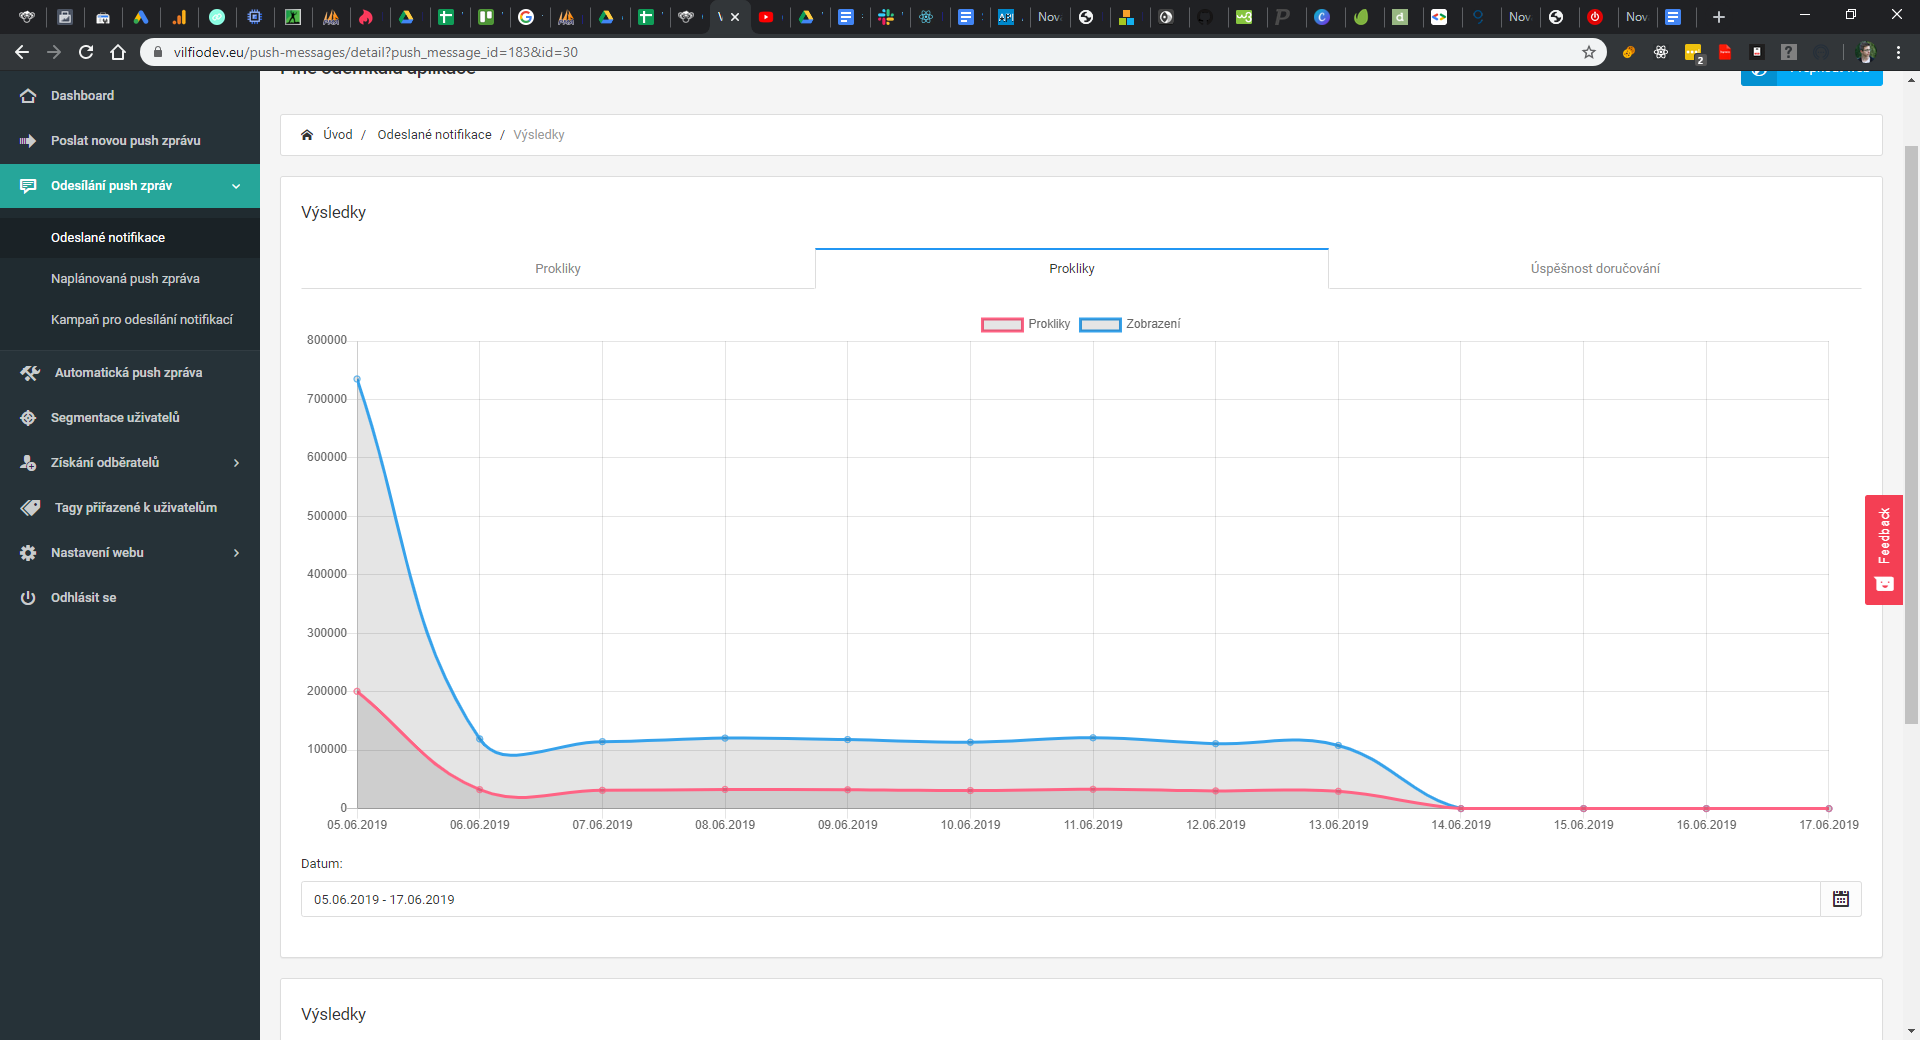 Nov
Nov
Nov
vilfiodev.eu/push-messages/detail?push_message_id=183&id=30
2
Dashboard
Poslat novou push zprávu
Odesílání push zpráv
Odeslané notifikace
Naplánovaná push zpráva
Kampaň pro odesílání notifikací
Automatická push zpráva
Segmentace uživatelů
Získání odběratelů
Tagy přiřazené k uživatelům
Nastavení webu
Odhlásit se
Úvod / Odeslané notifikace / Výsledky
Výsledky
Prokliky
Prokliky
Úspěšnost doručování
Prokliky Zobrazení
800000
700000
600000
500000
400000
300000
200000
100000
0
05.06.2019 06.06.2019 07.06.2019 08.06.2019 09.06.2019 10.06.2019 11.06.2019 12.06.2019 13.06.2019 14.06.2019 15.06.2019 16.06.2019 17.06.2019
Datum:
05.06.2019 - 17.06.2019
Feedback
Výsledky